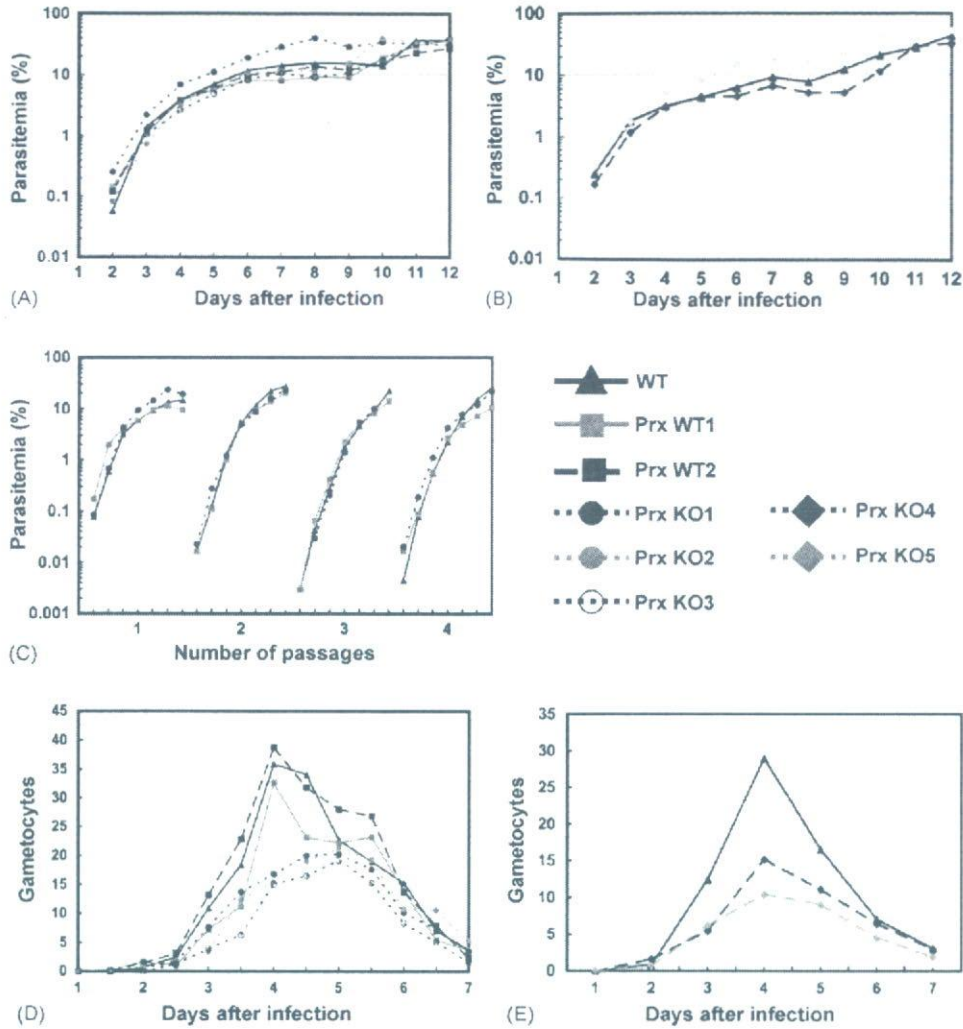 100
10
1
0.1
0.01
Parasitemia (%)
1 2 3 4 5 6 7 8 9 10 11 12
(A)
Days after infection
100
10
1
0.1
0.01
Parasitemia (%)
1 2 3 4 5 6 7 8 9 10 11 12
(B)
Days after infection
100
10
1
0.1
0.01
0.001
Parasitemia (%)
1 2 3 4
(C)
Number of passages
WT
Prx WT1
Prx WT2
Prx KO1
Prx KO2
Prx KO3
Prx KO4
Prx KO5
45
40
35
30
25
20
15
10
5
0
Gametocytes
1 2 3 4 5 6 7
(D)
Days after infection
35
30
25
20
15
10
5
0
Gametocytes
1 2 3 4 5 6 7
(E)
Days after infection